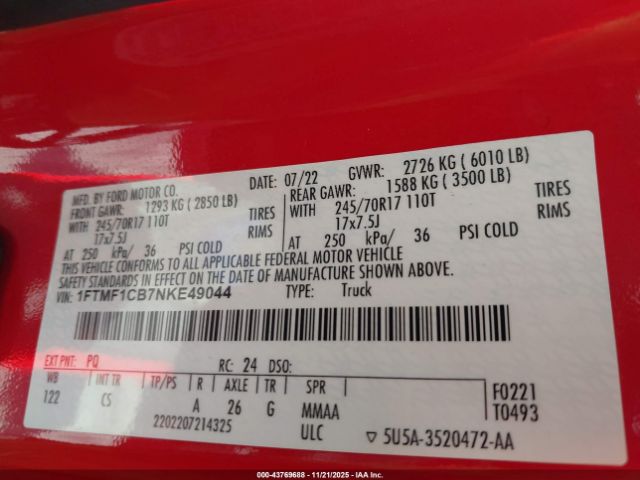 MFD. BY FORD MOTOR CO.
DATE: 07/22 GVWR: 2726 KG ( 6010 LB)
FRONT GAWR: 1293 KG ( 2850 LB) REAR GAWR: 1588 KG ( 3500 LB)
WITH 245/70R17 110T TIRES WITH 245/70R17 110T TIRES
17x7.5J RIMS 17x7.5J RIMS
AT 250 kPa/ 36 PSI COLD AT 250 kPa/ 36 PSI COLD
THIS VEHICLE CONFORMS TO ALL APPLICABLE FEDERAL MOTOR VEHICLE
SAFETY STANDARDS IN EFFECT ON THE DATE OF MANUFACTURE SHOWN ABOVE.
VIN: 1FTMF1CB7NKE49044 TYPE: Truck
EXT PNT: PQ RC: 24 DSO:
WB INT TR TP/PS R AXLE TR SPR F0221
122 CS A 26 G MMAA T0493
2202207214325 ULC ▽ 5U5A-3520472-AA
000-43769688 - 11/21/2025 - IAAI.com